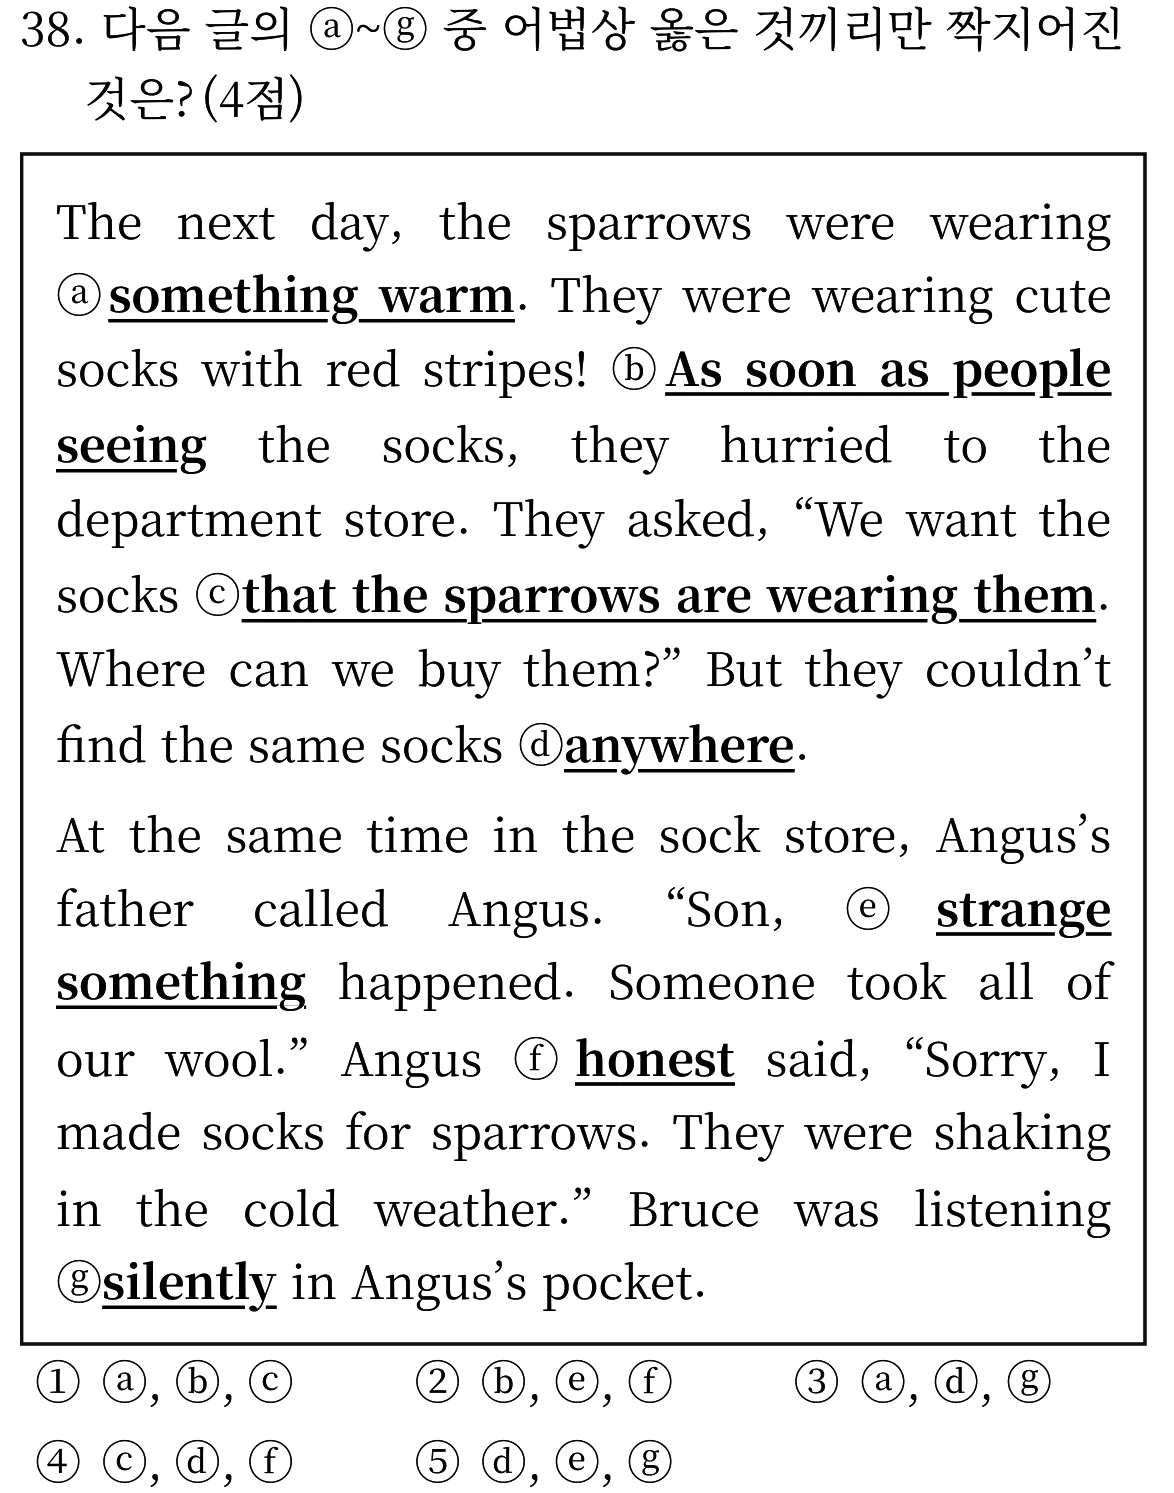 38. 다음 글의 ⓐ~ⓖ 중 어법상 옳은 것끼리만 짝지어진
것은? (4점)
The next day, the sparrows were wearing
ⓐsomething warm. They were wearing cute
socks with red stripes! ⓑAs soon as people
seeing the socks, they hurried to the
department store. They asked, “We want the
socks ⓒthat the sparrows are wearing them.
Where can we buy them?” But they couldn’t
find the same socks ⓓanywhere.
At the same time in the sock store, Angus’s
father called Angus. “Son, ⓔ strange
something happened. Someone took all of
our wool.” Angus ⓕ honest said, “Sorry, I
made socks for sparrows. They were shaking
in the cold weather.” Bruce was listening
ⓖsilently in Angus’s pocket.
① ⓐ, ⓑ, ⓒ ② ⓑ, ⓔ, ⓕ ③ ⓐ, ⓓ, ⓖ
④ ⓒ, ⓓ, ⓕ ⑤ ⓓ, ⓔ, ⓖ